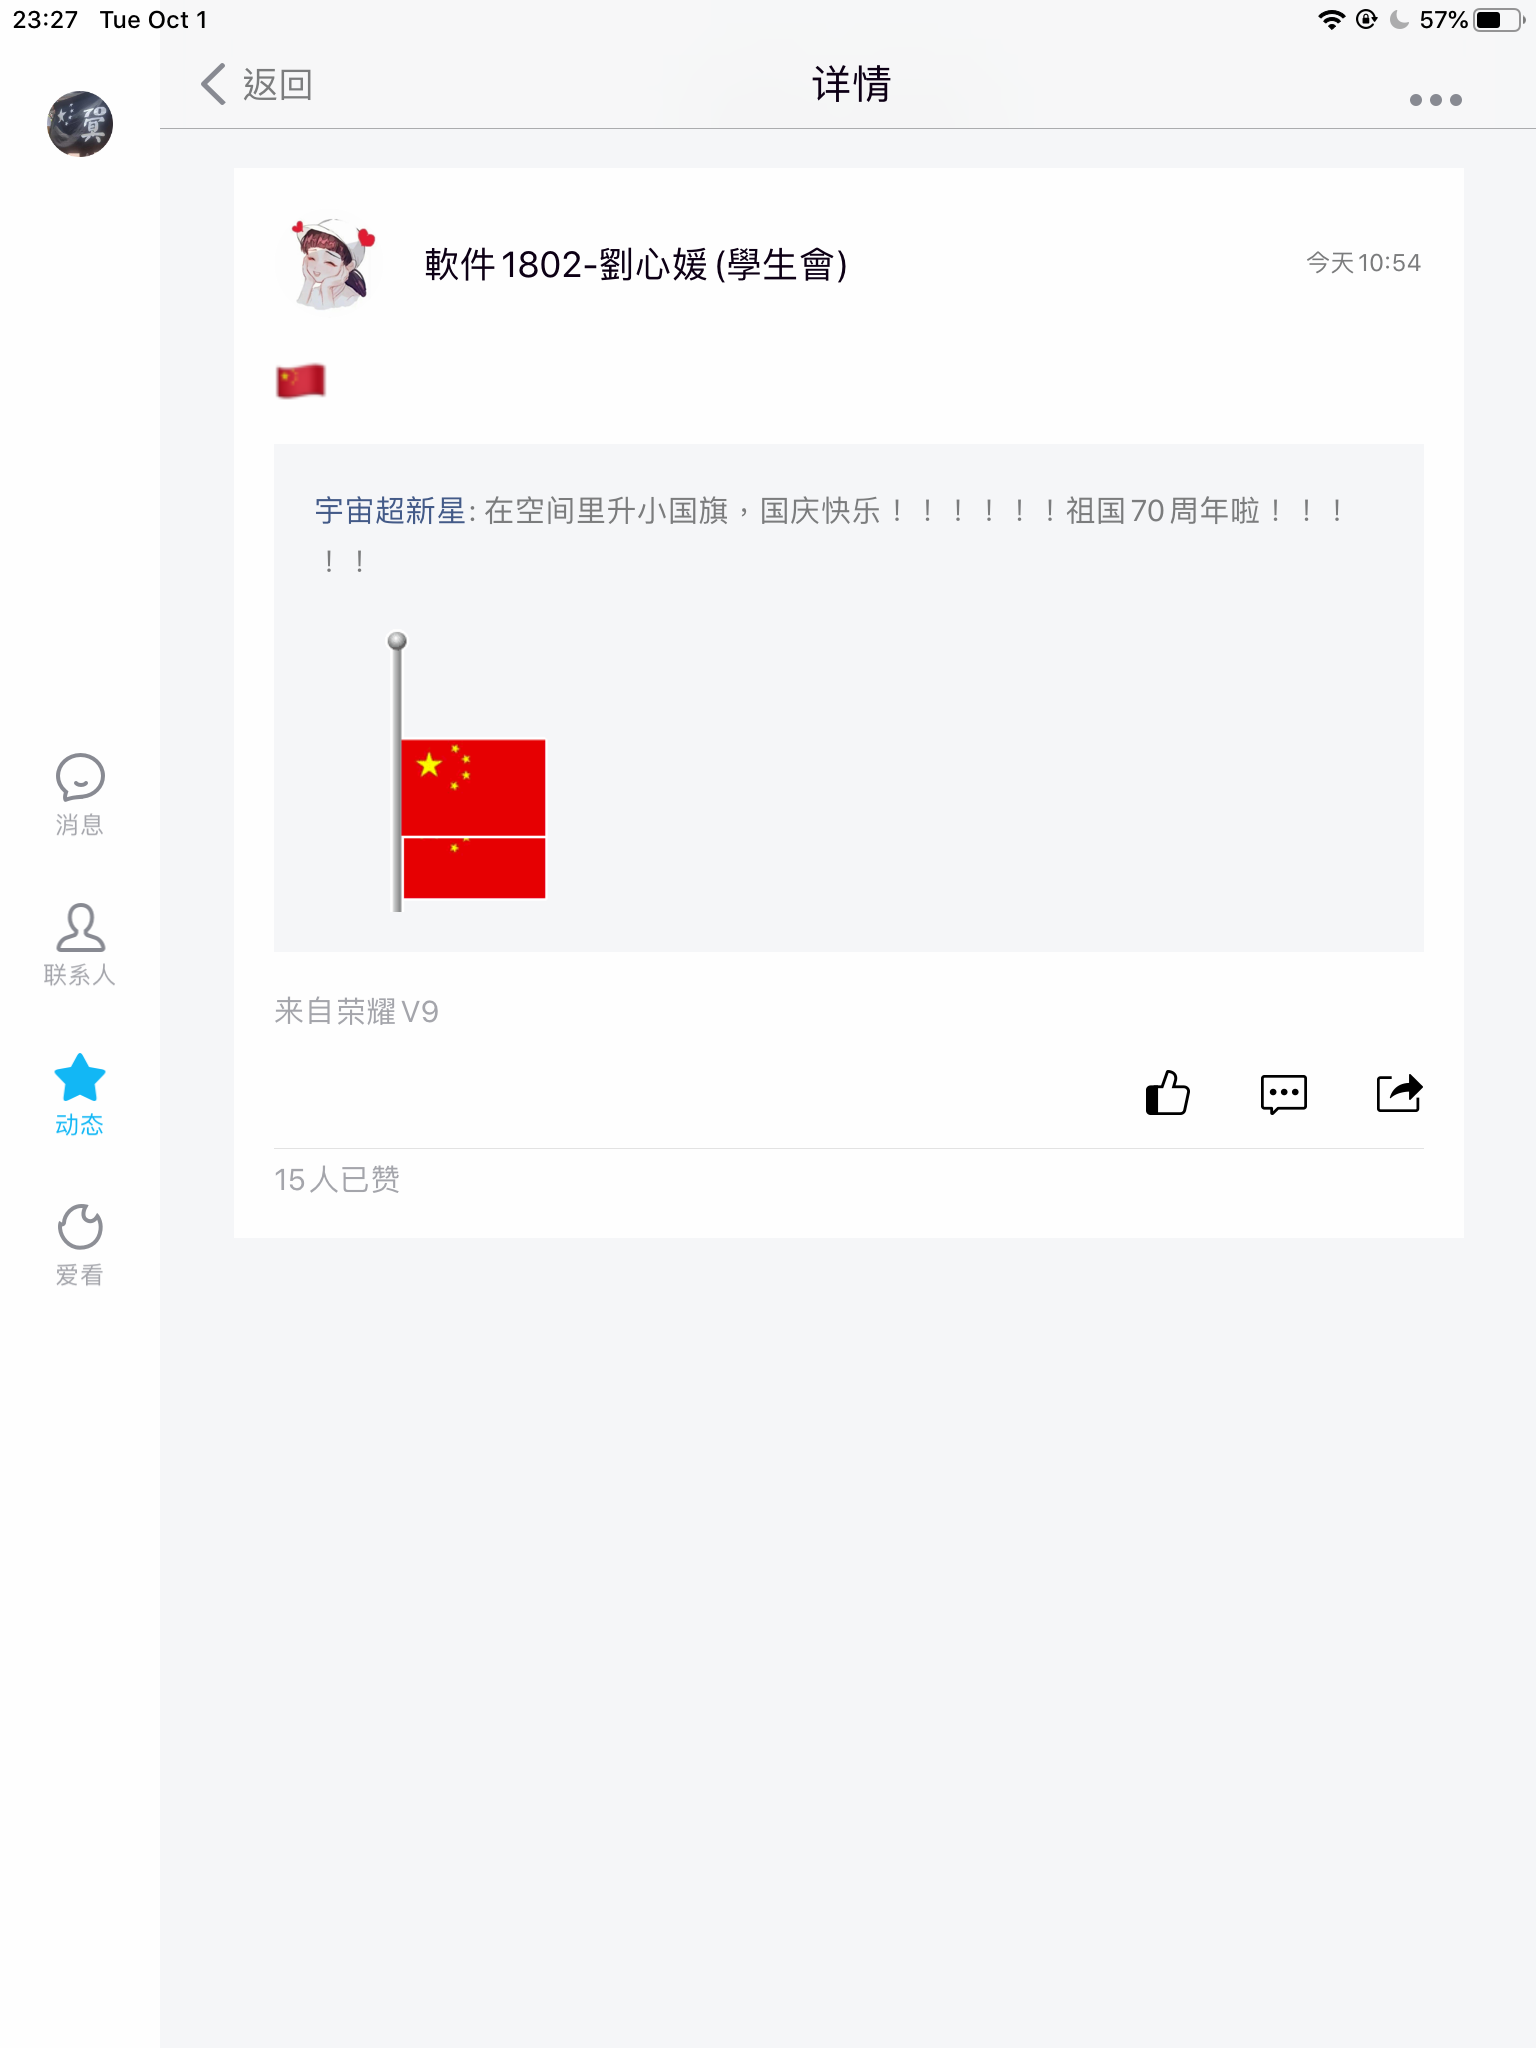 23:27 Tue Oct 1
57%
返回
详情
軟件1802-劉心媛(學生會)
今天10:54
宇宙超新星: 在空间里升小国旗，国庆快乐！！！！！！祖国70周年啦！！！
！！
来自荣耀V9
15人已赞
消息
联系人
动态
爱看